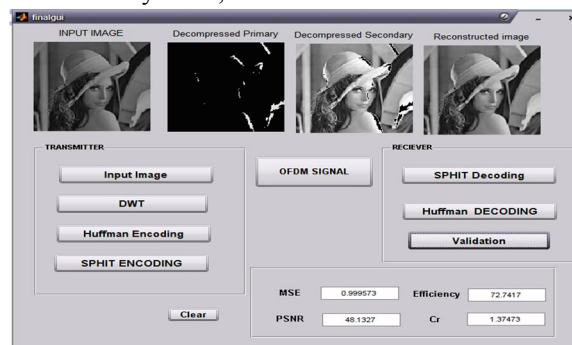 finalgui
INPUT IMAGE
Decompressed Primary
Decompressed Secondary
Reconstructed image
TRANSMITTER
Input Image
DWT
Huffman Encoding
SPHIT ENCODING
OFDM SIGNAL
RECIEVER
SPHIT Decoding
Huffman DECODING
Validation
MSE 0.999573 Efficiency 72.7417
PSNR 48.1327 Cr 1.37473
Clear